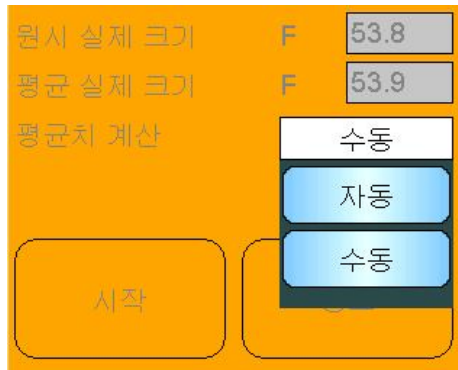 원시 실제 크기 F 53.8
평균 실제 크기 F 53.9
평균치 계산 수동
자동
수동
시작